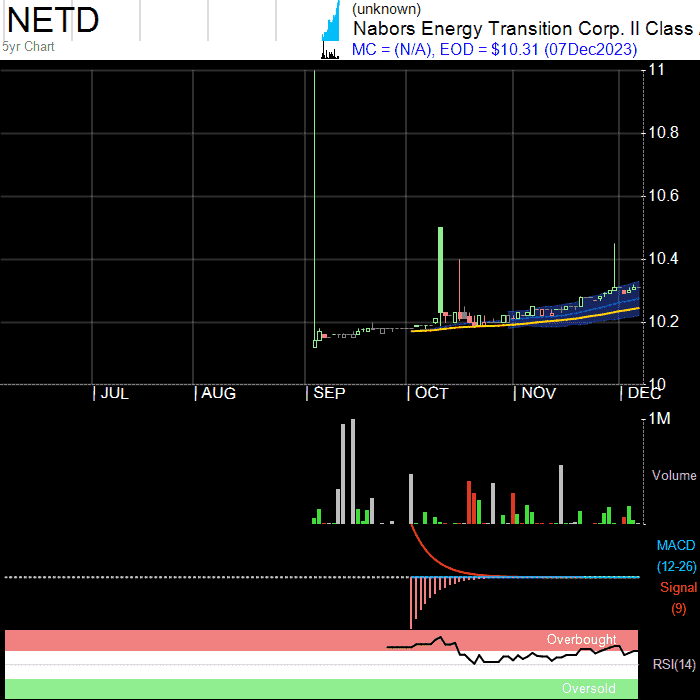 NETD
(unknown)
Nabors Energy Transition Corp. II Class
5yr Chart
MC = (N/A), EOD = $10.31 (07Dec2023)
11
10.8
10.6
10.4
10.2
10
JUL
AUG
SEP
OCT
NOV
DEC
1M
Volume
MACD
(12-26)
Signal
(9)
Overbought
RSI(14)
Oversold